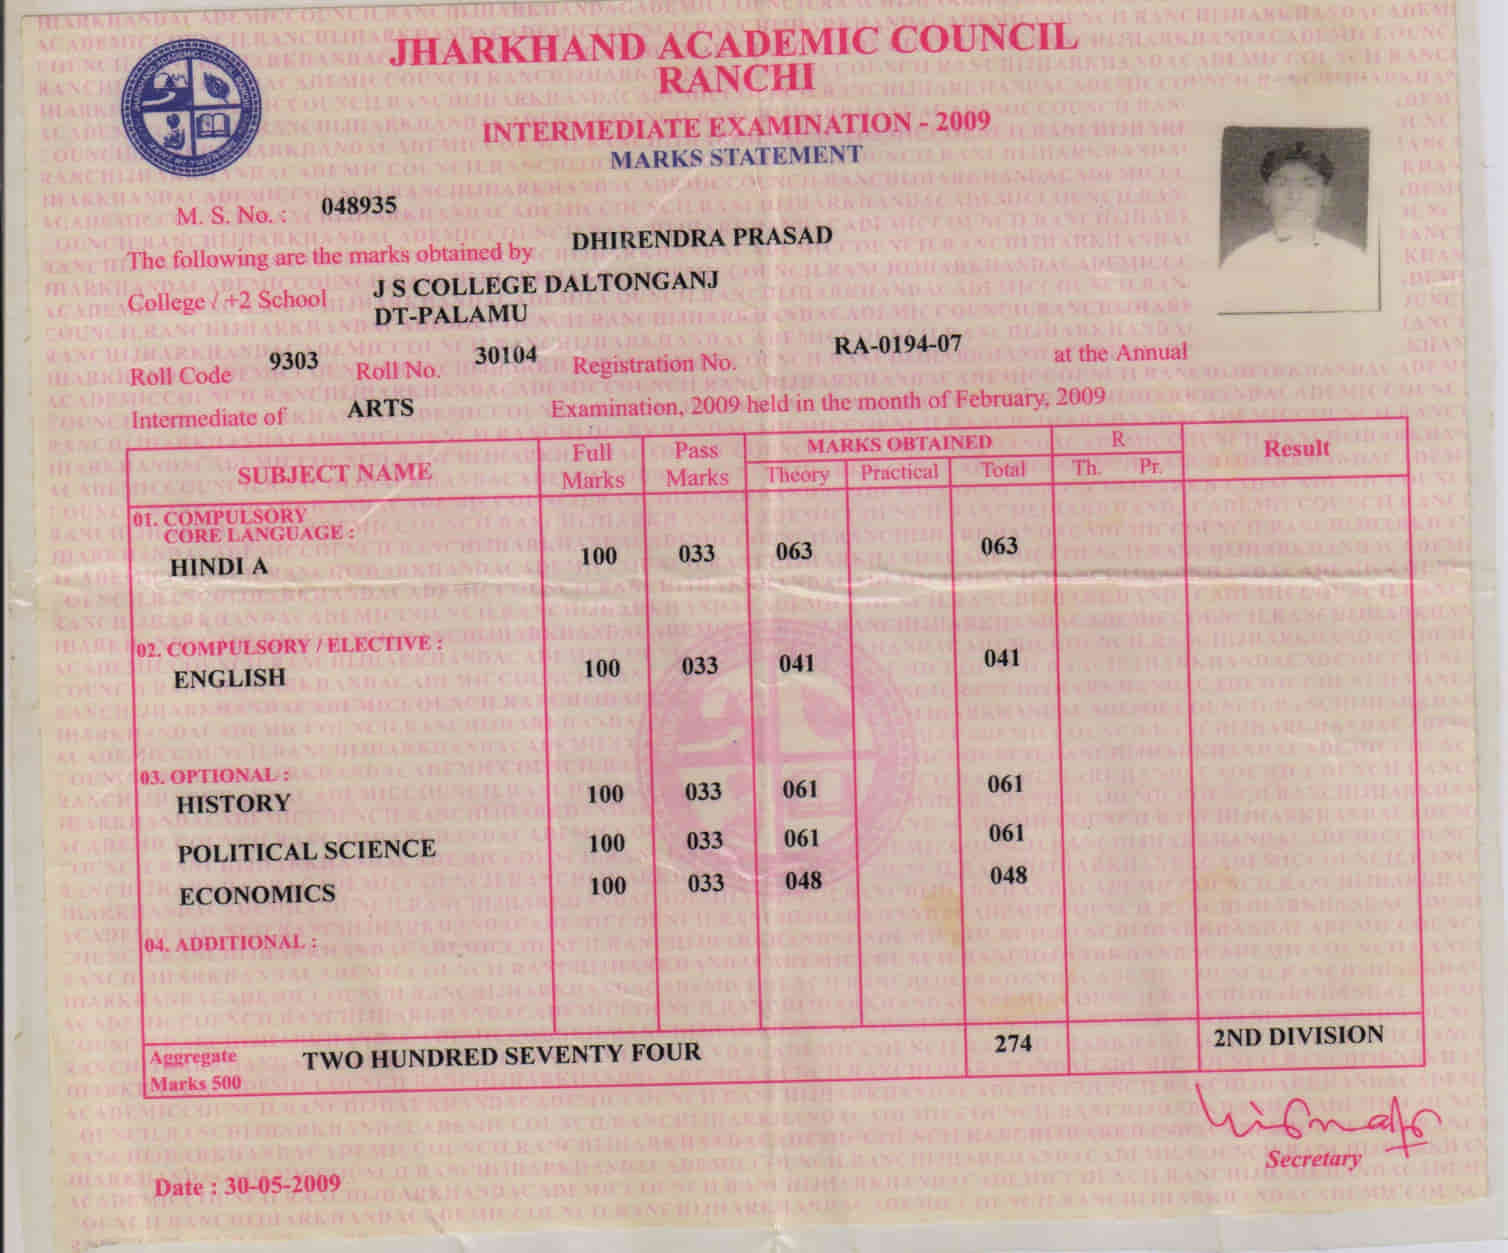 JHARKHAND ACADEMIC COUNCIL
RANCHI
INTERMEDIATE EXAMINATION - 2009
MARKS STATEMENT
M. S. No. : 048935
The following are the marks obtained by DHIRENDRA PRASAD
College / +2 School J S COLLEGE DALTONGANJ
DT-PALAMU
Roll Code 9303 Roll No. 30104 Registration No. RA-0194-07 at the Annual
Intermediate of ARTS Examination, 2009 held in the month of February, 2009
SUBJECT NAME Full Marks Pass Marks MARKS OBTAINED R Result
Theory Practical Total Th. Pr.
01. COMPULSORY
CORE LANGUAGE :
HINDI A 100 033 063 063
02. COMPULSORY / ELECTIVE :
ENGLISH 100 033 041 041
03. OPTIONAL :
HISTORY 100 033 061 061
POLITICAL SCIENCE 100 033 061 061
ECONOMICS 100 033 048 048
04. ADDITIONAL :
Aggregate
Marks 500 TWO HUNDRED SEVENTY FOUR 274 2ND DIVISION
Secretary
Date : 30-05-2009